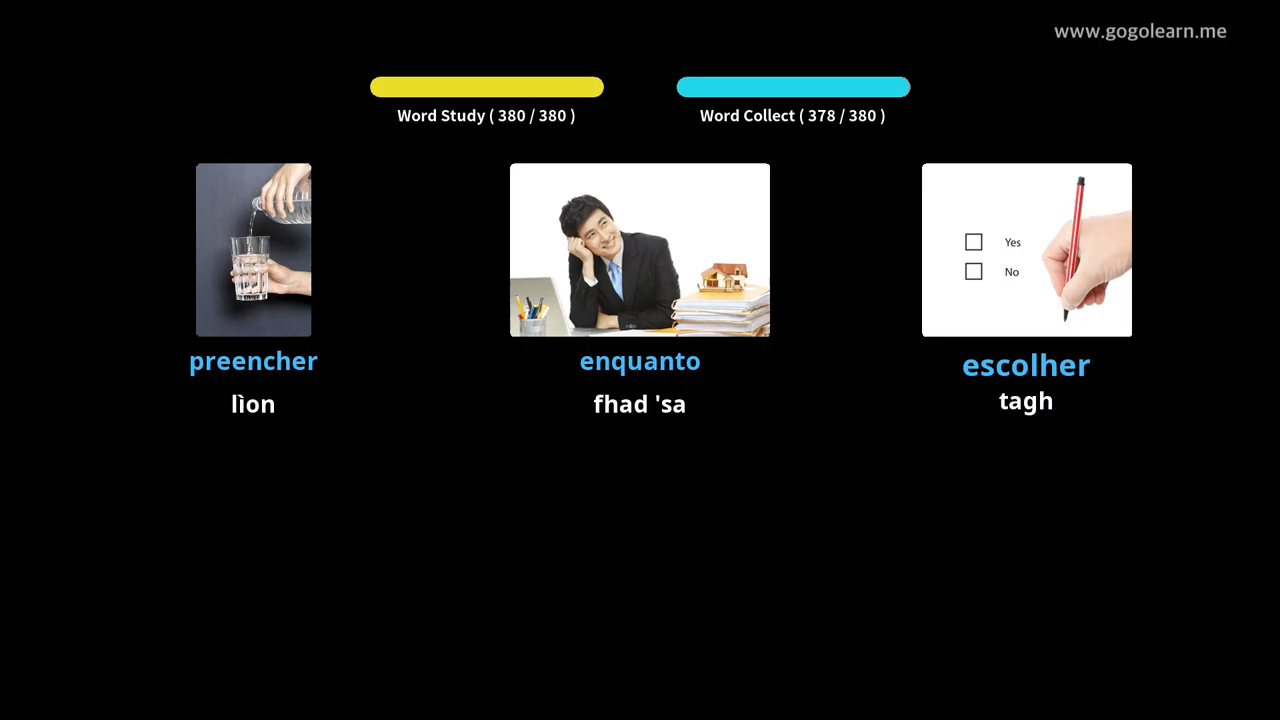 www.gogolearn.me
Word Study ( 380 / 380 )
Word Collect ( 378 / 380 )
Yes
No
preencher
lìon
enquanto
fhad 'sa
escolher
tagh